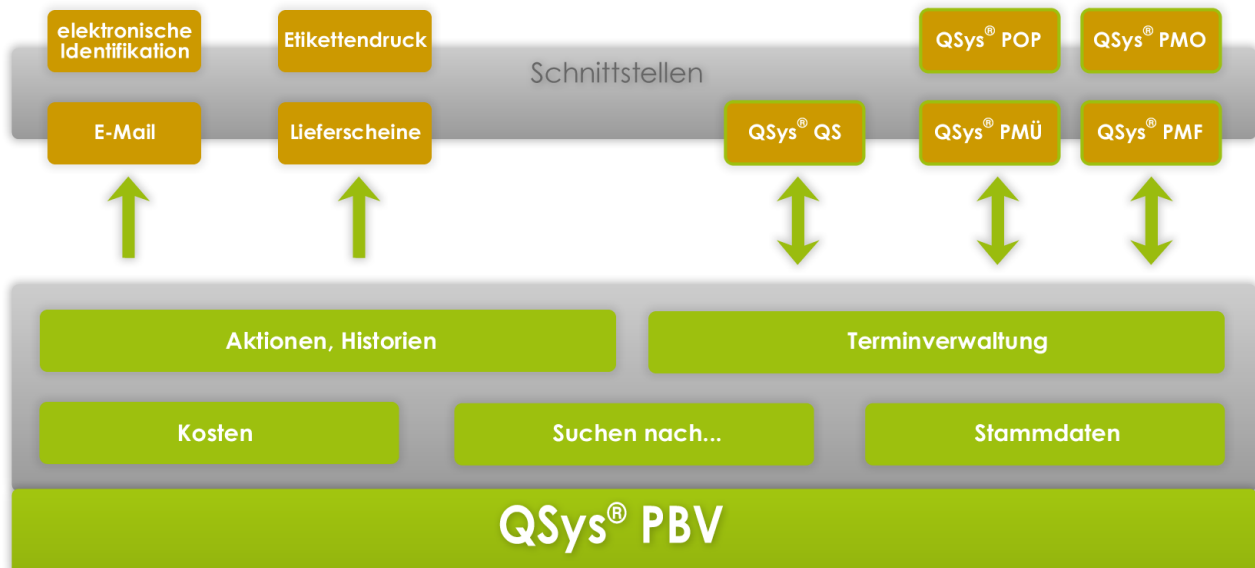 elektronische
Identifikation
Etikettendruck
QSys® POP
QSys® PMO
Schnittstellen
E-Mail
Lieferscheine
QSys® QS
QSys® PMÜ
QSys® PMF
Aktionen, Historien
Terminverwaltung
Kosten
Suchen nach...
Stammdaten
QSys® PBV